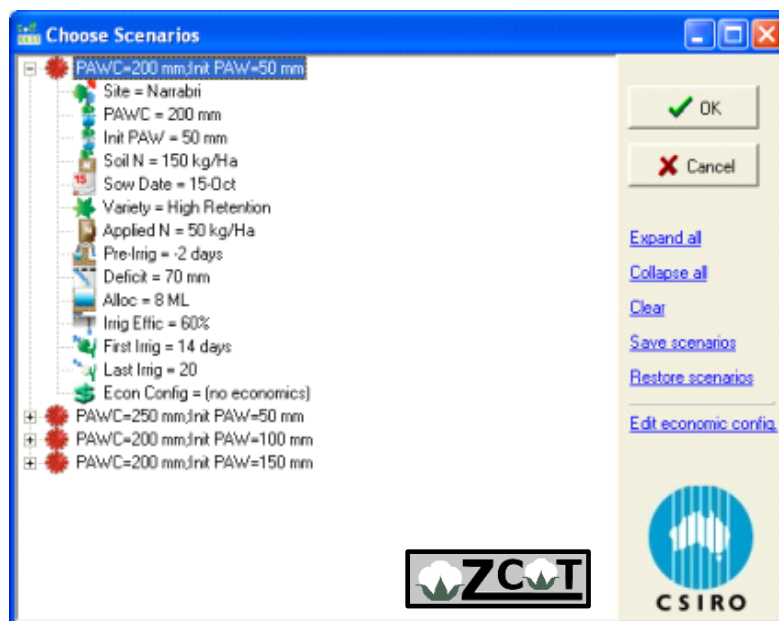 Choose Scenarios
PAWC=200 mm;Init PAW=50 mm
Site = Narrabri
PAWC = 200 mm
Init PAW = 50 mm
Soil N = 150 kg/Ha
15
Sow Date = 15-Oct
Variety = High Retention
Applied N = 50 kg/Ha
Pre-Irrig = -2 days
Deficit = 70 mm
Alloc = 8 ML
Irrig Effic = 60%
First Irrig = 14 days
Last Irrig = 20
Econ Config = (no economics)
PAWC=250 mm;Init PAW=50 mm
PAWC=200 mm;Init PAW=100 mm
PAWC=200 mm;Init PAW=150 mm
OK
Cancel
Expand all
Collapse all
Clear
Save scenarios
Restore scenarios
Edit economic config.
OZCOT
CSIRO